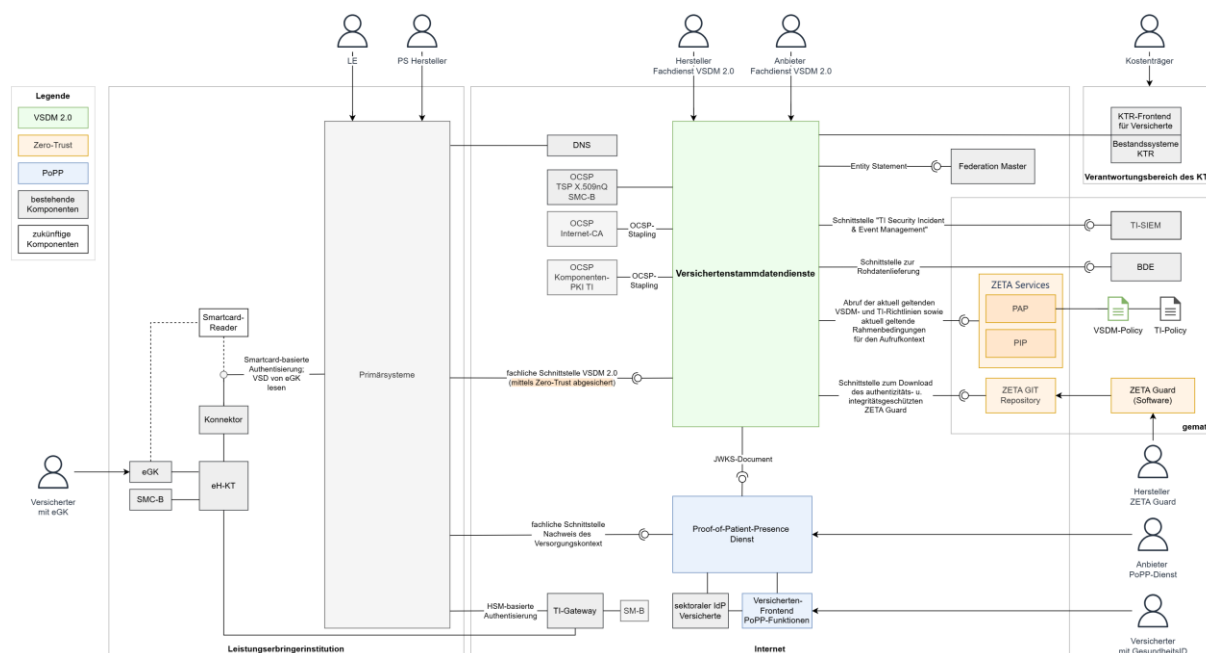 LE
PS Hersteller
Hersteller
Fachdienst VSDM 2.0
Anbieter
Fachdienst VSDM 2.0
Kostenträger
Legende
VSDM 2.0
Zero-Trust
PoPP
bestehende
Komponenten
zukünftige
Komponenten
KTR-Frontend
für Versicherte
Bestandssysteme
KTR
Verantwortungsbereich des KT
DNS
OCSP
TSP X.509nQ
SMC-B
OCSP
Internet-CA
OCSP-
Stapling
OCSP
Komponenten-
PKI TI
OCSP-
Stapling
Versichertenstammdatendienste
Entity Statement
Federation Master
Schnittstelle "TI Security Incident
& Event Management"
TI-SIEM
Schnittstelle zur
Rohdatenlieferung
BDE
Abruf der aktuell geltenden
VSDM- und TI-Richtlinien sowie
aktuell geltende
Rahmenbedingungen
für den Aufrufkontext
ZETA Services
PAP
PIP
VSDM-Policy
TI-Policy
Schnittstelle zum Download
des authentizitäts- u.
integritätsgeschützten
ZETA Guard
ZETA GIT
Repository
ZETA Guard
(Software)
gemat
Smartcard-
Reader
Smartcard-basierte
Authentisierung;
VSD von eGK
lesen
Primärsysteme
fachliche Schnittstelle VSDM 2.0
(mittels Zero-Trust abgesichert)
Konnektor
eGK
SMC-B
eH-KT
Versicherter
mit eGK
JWKS-Document
Hersteller
ZETA Guard
fachliche Schnittstelle
Nachweis des
Versorgungskontext
Proof-of-Patient-Presence
Dienst
Anbieter
PoPP-Dienst
HSM-basierte
Authentisierung
TI-Gateway
SM-B
sektoraler IdP
Versicherte
Versicherten-
Frontend
PoPP-Funktionen
Versicherter
mit GesundheitsID
Leistungserbringerinstitution
Internet